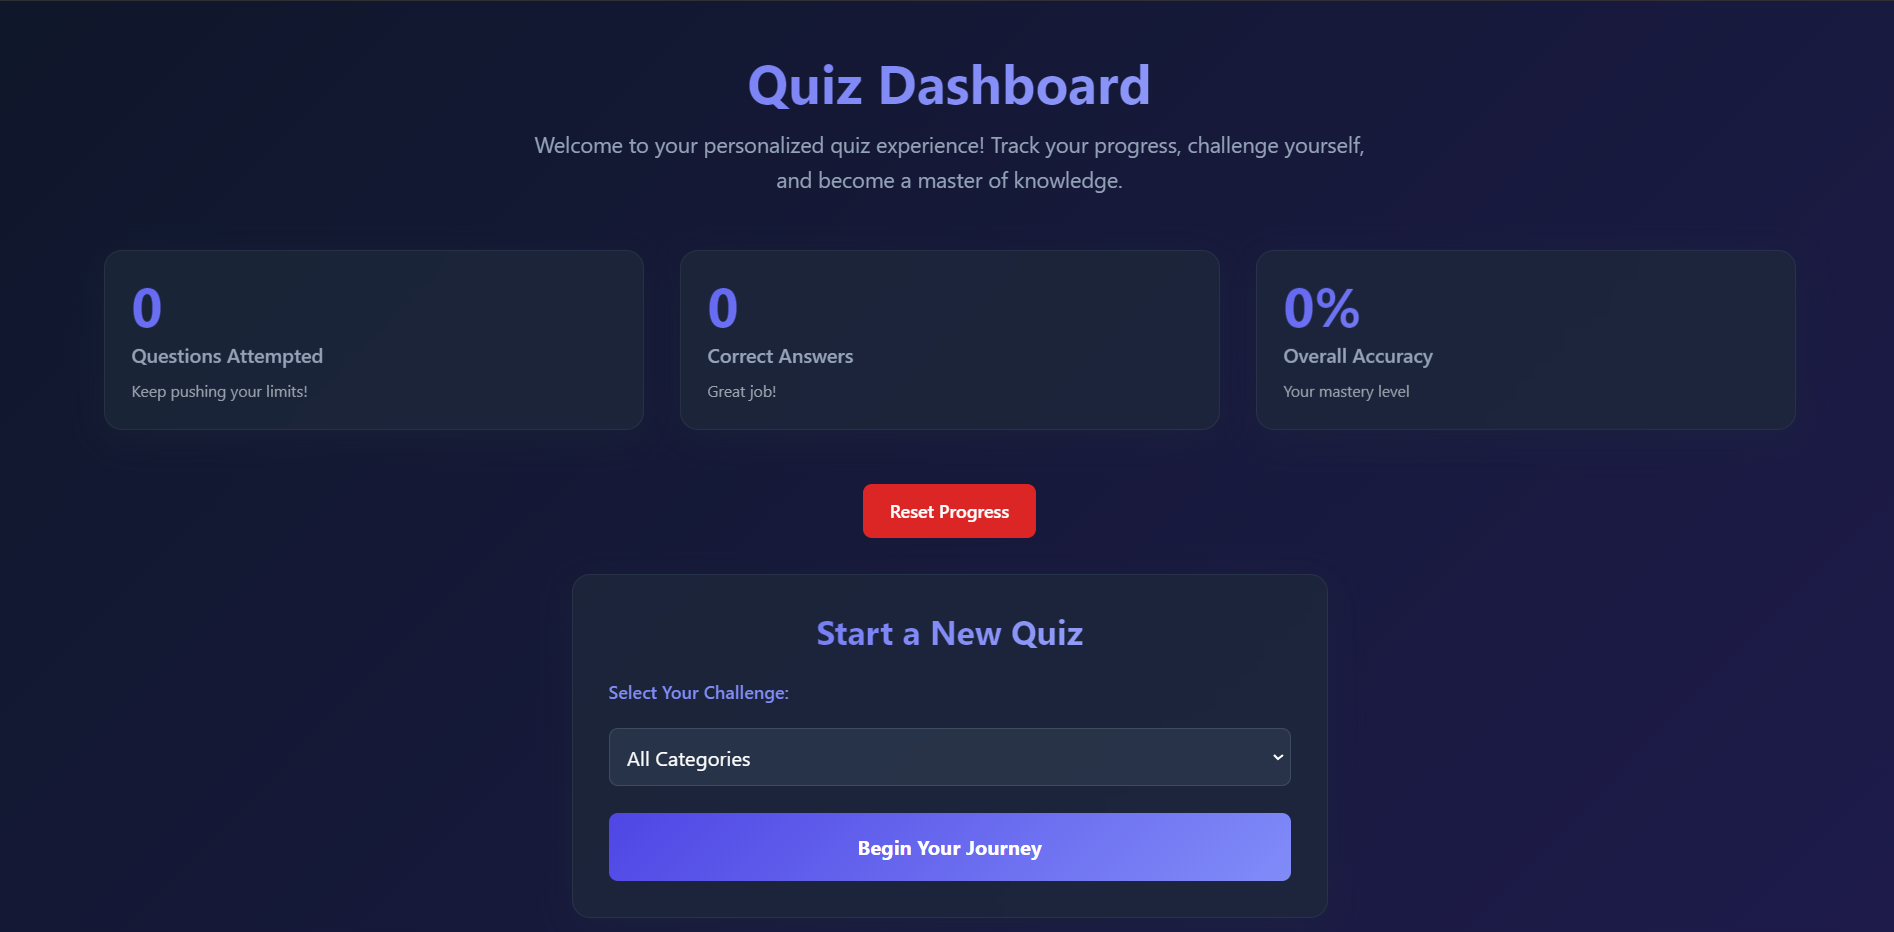 Quiz Dashboard
Welcome to your personalized quiz experience! Track your progress, challenge yourself,
and become a master of knowledge.
0
Questions Attempted
Keep pushing your limits!
0
Correct Answers
Great job!
0%
Overall Accuracy
Your mastery level
Reset Progress
Start a New Quiz
Select Your Challenge:
All Categories
Begin Your Journey